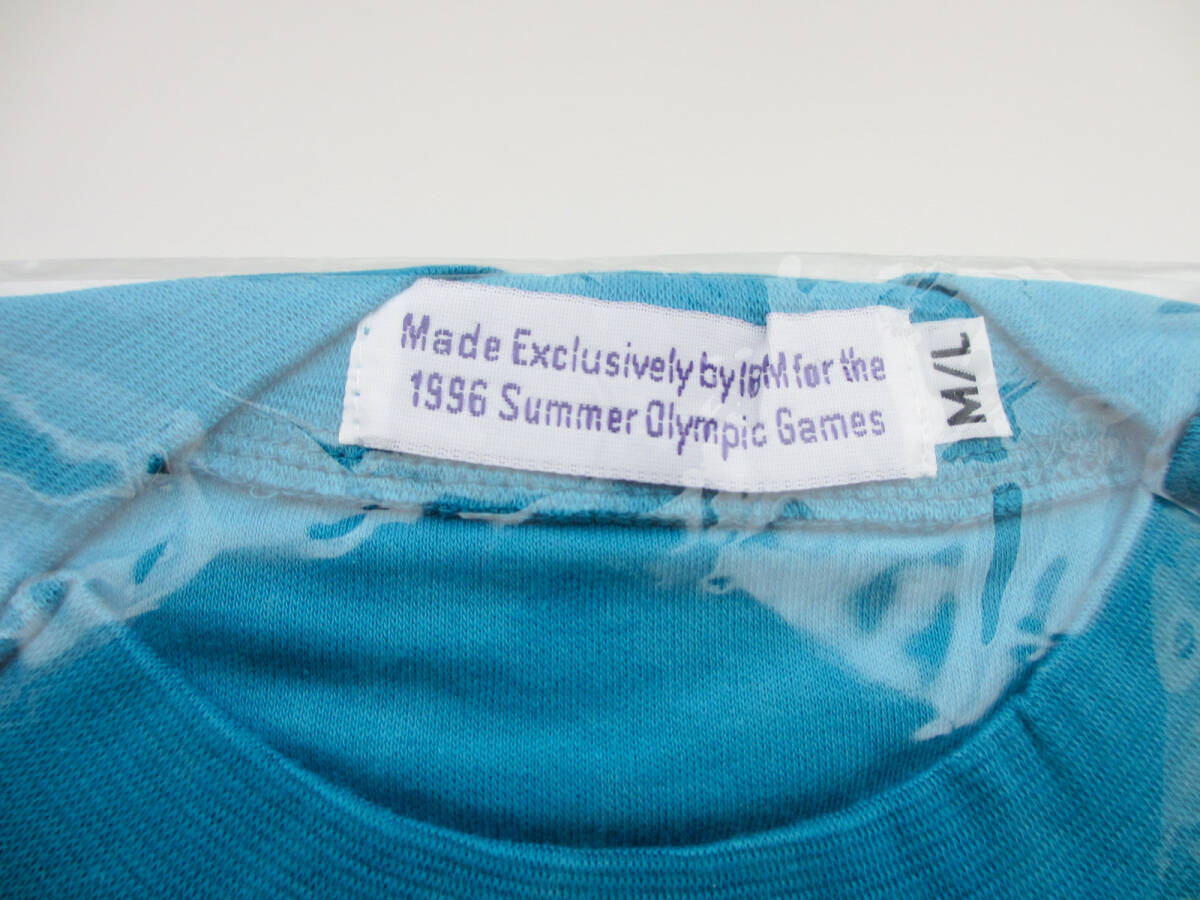 Made Exclusively by IBM for the
1996 Summer Olympic Games
M/L